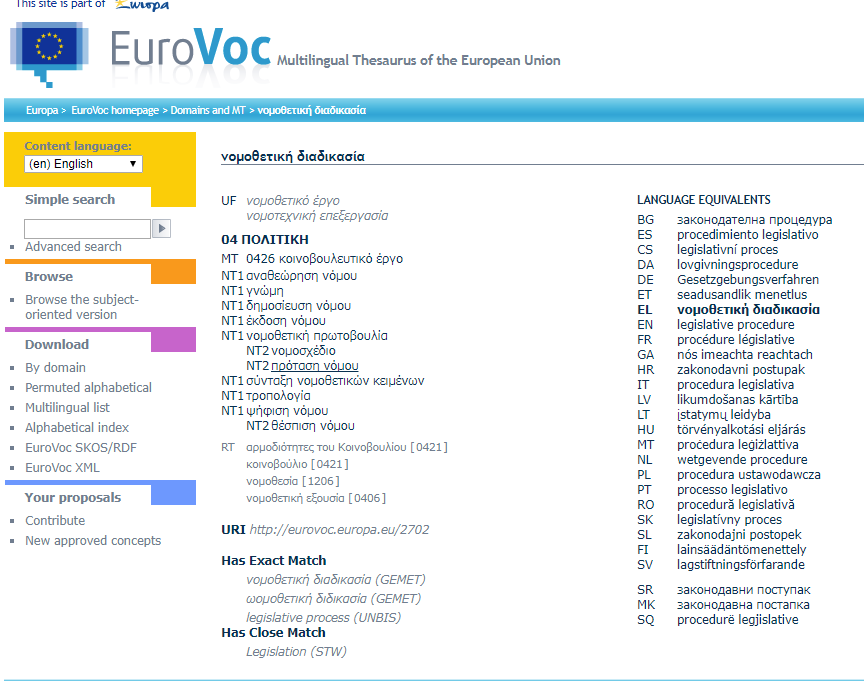 This site is part of Europa
EuroVoc Multilingual Thesaurus of the European Union
Europa > EuroVoc homepage > Domains and MT > νομοθετική διαδικασία
Content language:
(en) English
Simple search
Advanced search
Browse
Browse the subject-
oriented version
Download
By domain
Permuted alphabetical
Multilingual list
Alphabetical index
EuroVoc SKOS/RDF
EuroVoc XML
Your proposals
Contribute
New approved concepts
νομοθετική διαδικασία
UF νομοθετικό έργο
νομοτεχνική επεξεργασία
04 ΠΟΛΙΤΙΚΗ
MT 0426 κοινοβουλευτικό έργο
NT1 αναθεώρηση νόμου
NT1 γνώμη
NT1 δημοσίευση νόμου
NT1 έκδοση νόμου
NT1 νομοθετική πρωτοβουλία
NT2 νομοσχέδιο
NT2 πρόταση νόμου
NT1 σύνταξη νομοθετικών κειμένων
NT1 τροπολογία
NT1 ψήφιση νόμου
NT2 θέσπιση νόμου
RT αρμοδιότητες του Κοινοβουλίου [0421]
κοινοβούλιο [0421]
νομοθεσία [1206]
νομοθετική εξουσία [0406]
URI http://eurovoc.europa.eu/2702
Has Exact Match
νομοθετική διαδικασία (GEMET)
ωομοθετική διδικασία (GEMET)
legislative process (UNBIS)
Has Close Match
Legislation (STW)
LANGUAGE EQUIVALENTS
BG законодателна процедура
ES procedimiento legislativo
CS legislativní proces
DA lovgivningsprocedure
DE Gesetzgebungsverfahren
ET seadusandlik menetlus
EL νομοθετική διαδικασία
EN legislative procedure
FR procédure législative
GA nós imeachta reachtach
HR zakonodavni postupak
IT procedura legislativa
LV likumdošanas kārtība
LT įstatymų leidyba
HU törvényalkotási eljárás
MT proċedura leġiżlattiva
NL wetgevende procedure
PL procedura ustawodawcza
PT processo legislativo
RO procedură legislativă
SK legislatívny proces
SL zakonodajni postopek
FI lainsäädäntömenettely
SV lagstiftningsförfarande
SR законодавни поступак
MK законодавна постапка
SQ procedurë legjislative